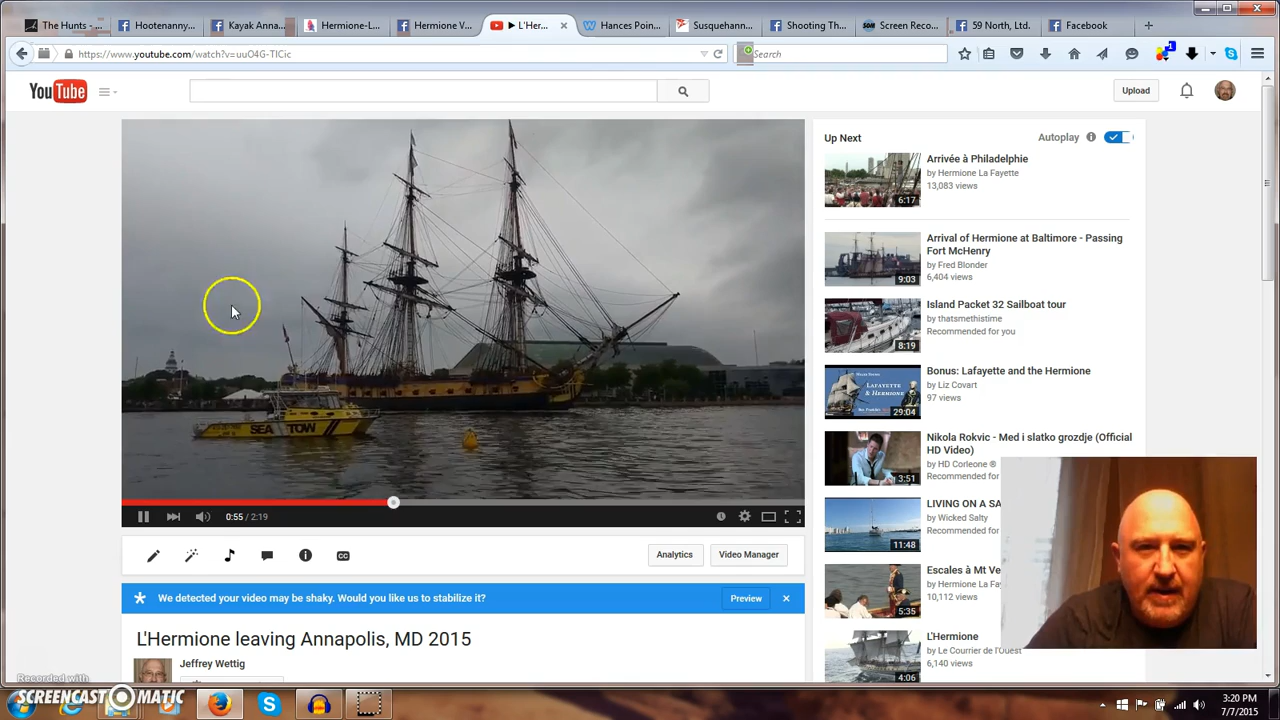 The Hunts - ...
Hootenanny...
Kayak Anna...
Hermione-L...
Hermione V...
L'Her...
Hances Poin...
Susquehann...
Shooting Th...
Screen Reco...
59 North, Ltd.
Facebook
https://www.youtube.com/watch?v=uuO4G-TICic
Search
1
YouTube
Upload
SEA TOW
0:55 / 2:19
Analytics
Video Manager
CC
We detected your video may be shaky. Would you like us to stabilize it?
Preview
L'Hermione leaving Annapolis, MD 2015
Jeffrey Wettig
Up Next
Autoplay
Arrivée à Philadelphie
by Hermione La Fayette
13,083 views
6:17
Arrival of Hermione at Baltimore - Passing
Fort McHenry
by Fred Blonder
6,404 views
9:03
Island Packet 32 Sailboat tour
by thatsmethistime
Recommended for you
8:19
Bonus: Lafayette and the Hermione
by Liz Covart
97 views
LAFAYETTE
& HERMIONE
29:04
Nikola Rokvic - Med i slatko grozdje (Official
HD Video)
by HD Corleone ®
Recommended for
3:51
LIVING ON A SA
by Wicked Salty
Recommended for
11:48
Escales à Mt Ve
by Hermione La Fay
10,112 views
5:35
L'Hermione
by Le Courrier de l'Ouest
6,140 views
4:06
Recorded with
SCREENCAST MATIC
3:20 PM
7/7/2015